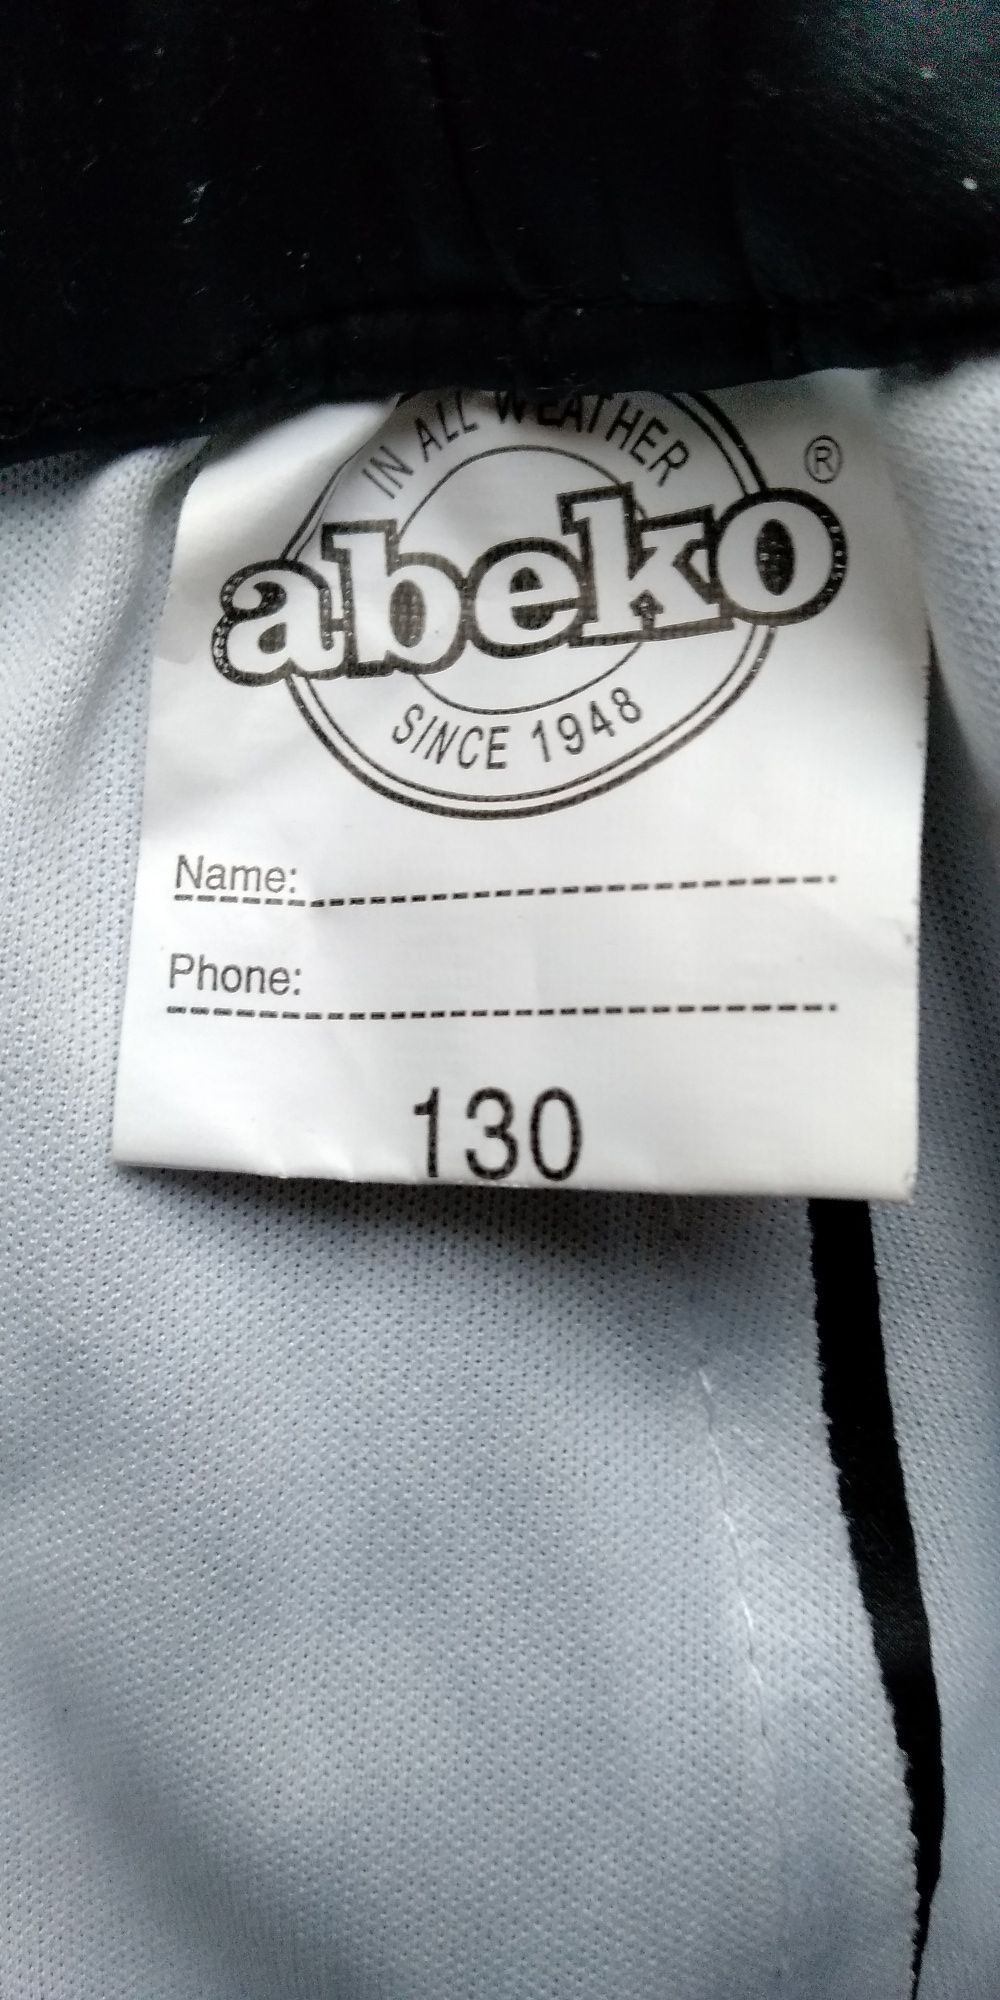 IN ALL WEATHER
®
abeko
SINCE 1948
Name:
Phone:
130